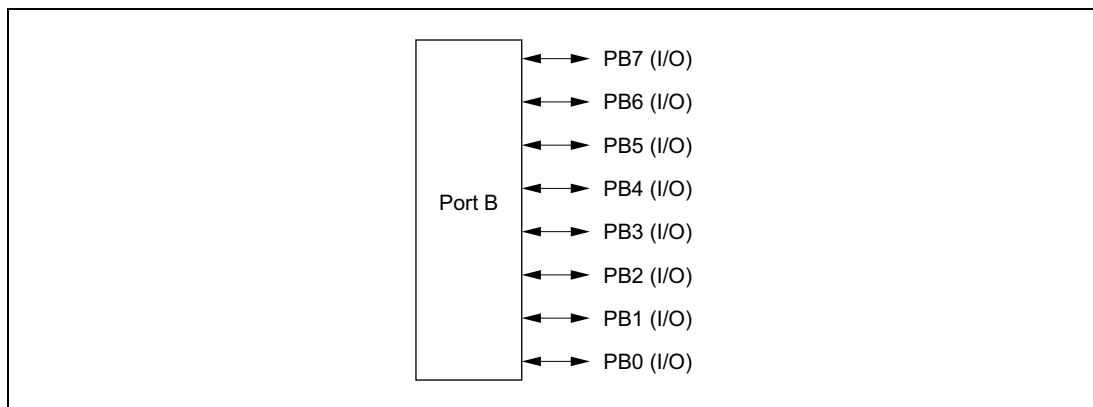 PB7 (I/O)
PB6 (I/O)
PB5 (I/O)
PB4 (I/O)
Port B
PB3 (I/O)
PB2 (I/O)
PB1 (I/O)
PB0 (I/O)